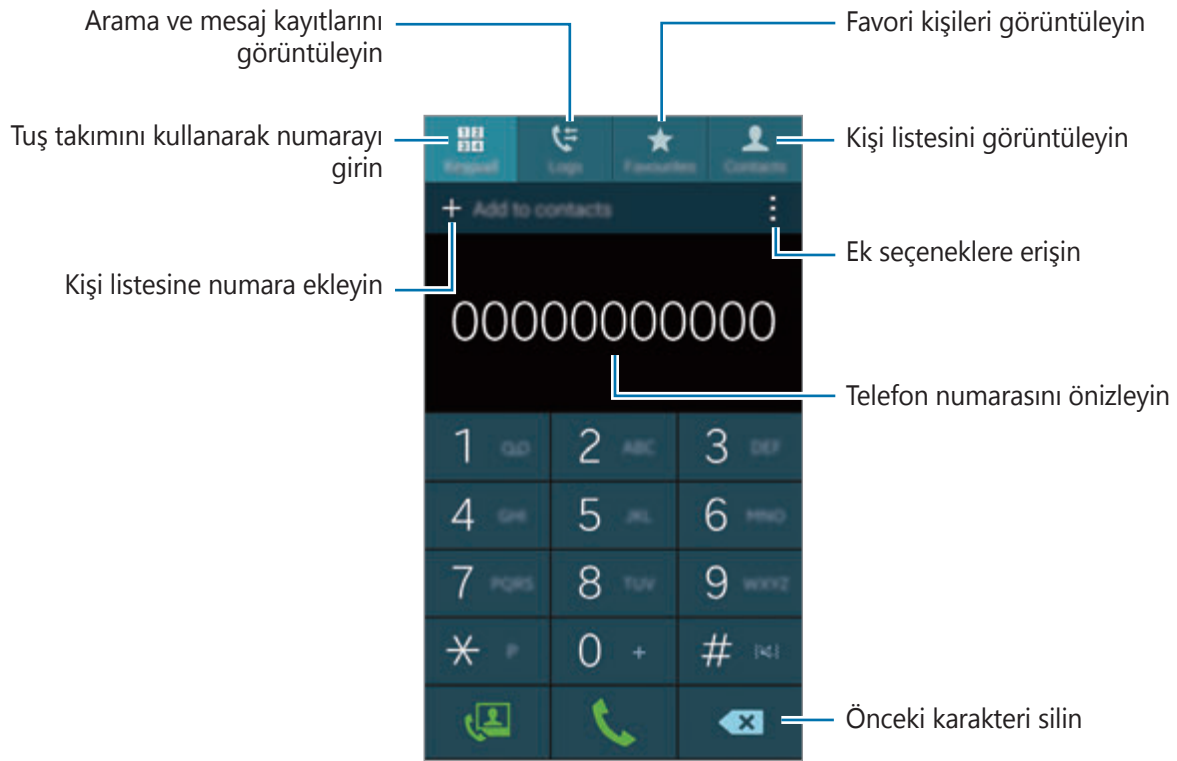 Arama ve mesaj kayıtlarını
görüntüleyin
Favori kişileri görüntüleyin
Tuş takımını kullanarak numarayı
girin
Kişi listesini görüntüleyin
Keypad Logs Favourites Contacts
+ Add to contacts
Ek seçeneklere erişin
Kişi listesine numara ekleyin
00000000000
Telefon numarasını önizleyin
1 2 ABC 3 DEF
4 GHI 5 JKL 6 MNO
7 PQRS 8 TUV 9 WXYZ
* P 0 + #
Önceki karakteri silin